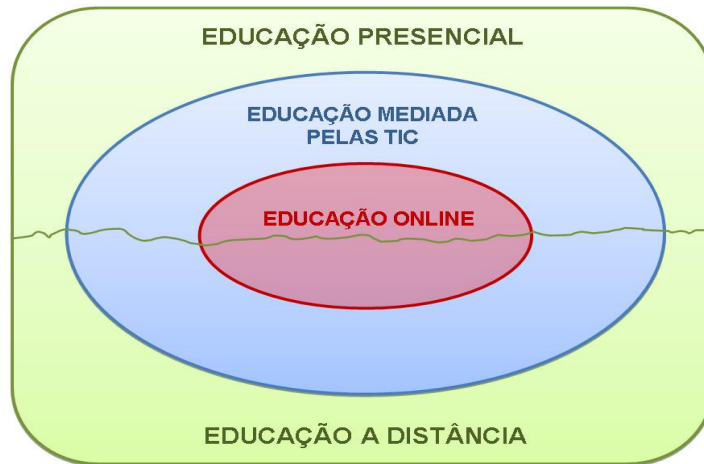 EDUCAÇÃO PRESENCIAL
EDUCAÇÃO MEDIADA
PELAS TIC
EDUCAÇÃO ONLINE
EDUCAÇÃO A DISTÂNCIA